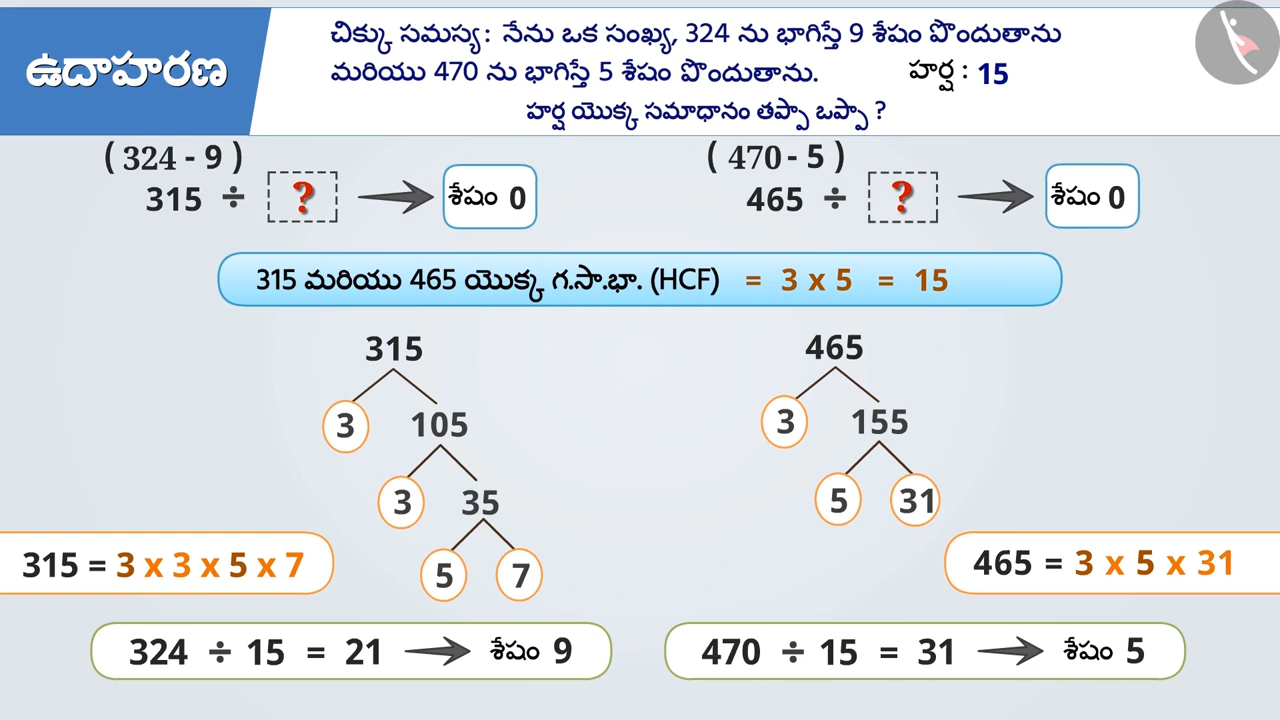 ఉదాహరణ
చిక్కు సమస్య: నేను ఒక సంఖ్య, 324 ను భాగిస్తే 9 శేషం పొందుతాను
మరియు 470 ను భాగిస్తే 5 శేషం పొందుతాను. హర్ష : 15
హర్ష యొక్క సమాధానం తప్పా ఒప్పా ?
( 324 - 9 )
315 ÷ ? శేషం 0
( 470 - 5 )
465 ÷ ? శేషం 0
315 మరియు 465 యొక్క గ.సా.భా. (HCF) = 3 x 5 = 15
315
3 105
3 35
5 7
465
3 155
5 31
315 = 3 x 3 x 5 x 7
465 = 3 x 5 x 31
324 ÷ 15 = 21 శేషం 9
470 ÷ 15 = 31 శేషం 5